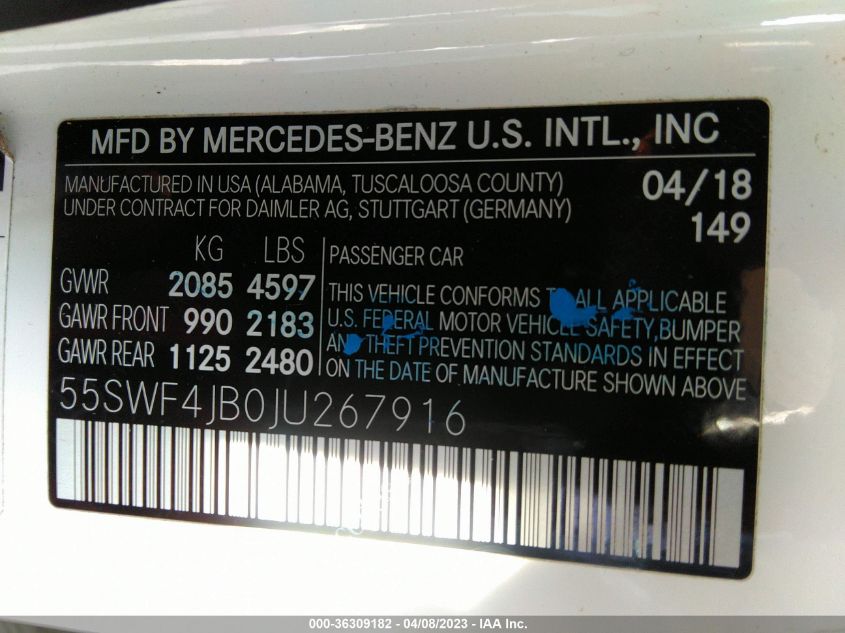 MFD BY MERCEDES-BENZ U.S. INTL., INC
MANUFACTURED IN USA (ALABAMA, TUSCALOOSA COUNTY) 04/18
UNDER CONTRACT FOR DAIMLER AG, STUTTGART (GERMANY) 149
KG LBS
GVWR 2085 4597
GAWR FRONT 990 2183
GAWR REAR 1125 2480
PASSENGER CAR
THIS VEHICLE CONFORMS TO ALL APPLICABLE
U.S. FEDERAL MOTOR VEHICLE SAFETY, BUMPER
AND THEFT PREVENTION STANDARDS IN EFFECT
ON THE DATE OF MANUFACTURE SHOWN ABOVE
55SWF4JB0JU267916
000-36309182 - 04/08/2023 - IAA Inc.